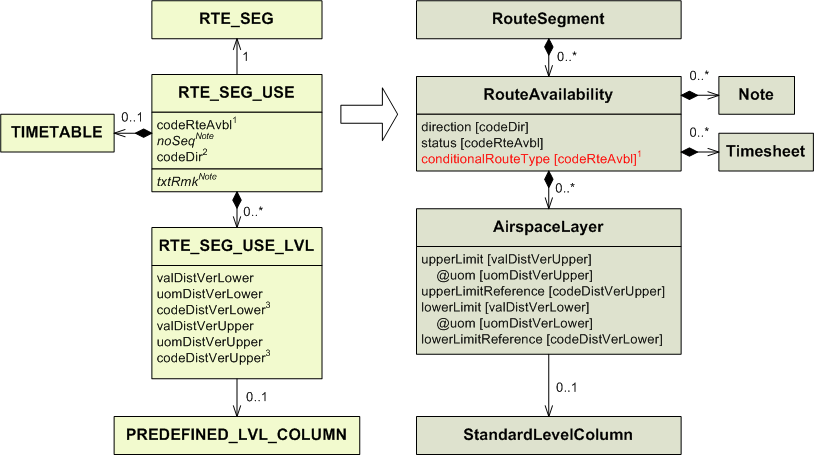 RTE_SEG
1
RTE_SEG_USE
codeRteAvbl1
noSeqNote
codeDir2
txtRmkNote
0..1
TIMETABLE
0..*
RTE_SEG_USE_LVL
valDistVerLower
uomDistVerLower
codeDistVerLower3
valDistVerUpper
uomDistVerUpper
codeDistVerUpper3
0..1
PREDEFINED_LVL_COLUMN
RouteSegment
0..*
RouteAvailability
direction [codeDir]
status [codeRteAvbl]
conditionalRouteType [codeRteAvbl]1
0..*
Note
0..*
Timesheet
0..*
AirspaceLayer
upperLimit [valDistVerUpper]
@uom [uomDistVerUpper]
upperLimitReference [codeDistVerUpper]
lowerLimit [valDistVerLower]
@uom [uomDistVerLower]
lowerLimitReference [codeDistVerLower]
0..1
StandardLevelColumn